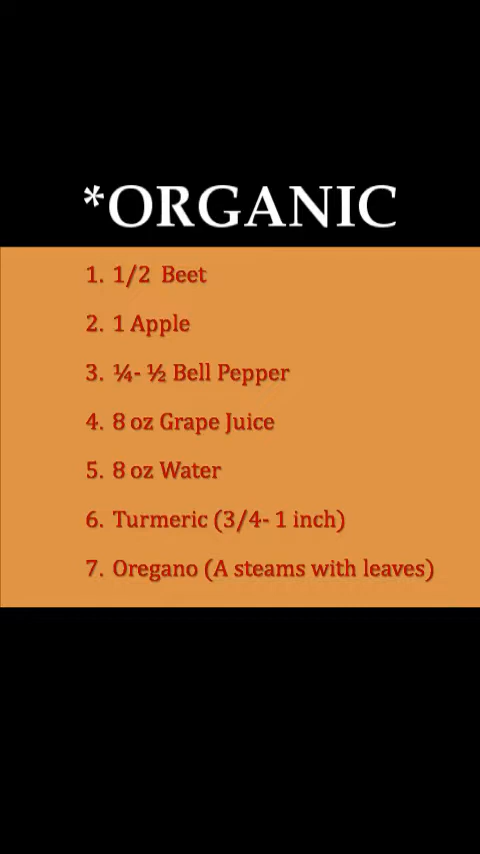 *ORGANIC
1. 1/2 Beet
2. 1 Apple
3. ¼- ½ Bell Pepper
4. 8 oz Grape Juice
5. 8 oz Water
6. Turmeric (3/4- 1 inch)
7. Oregano (A steams with leaves)